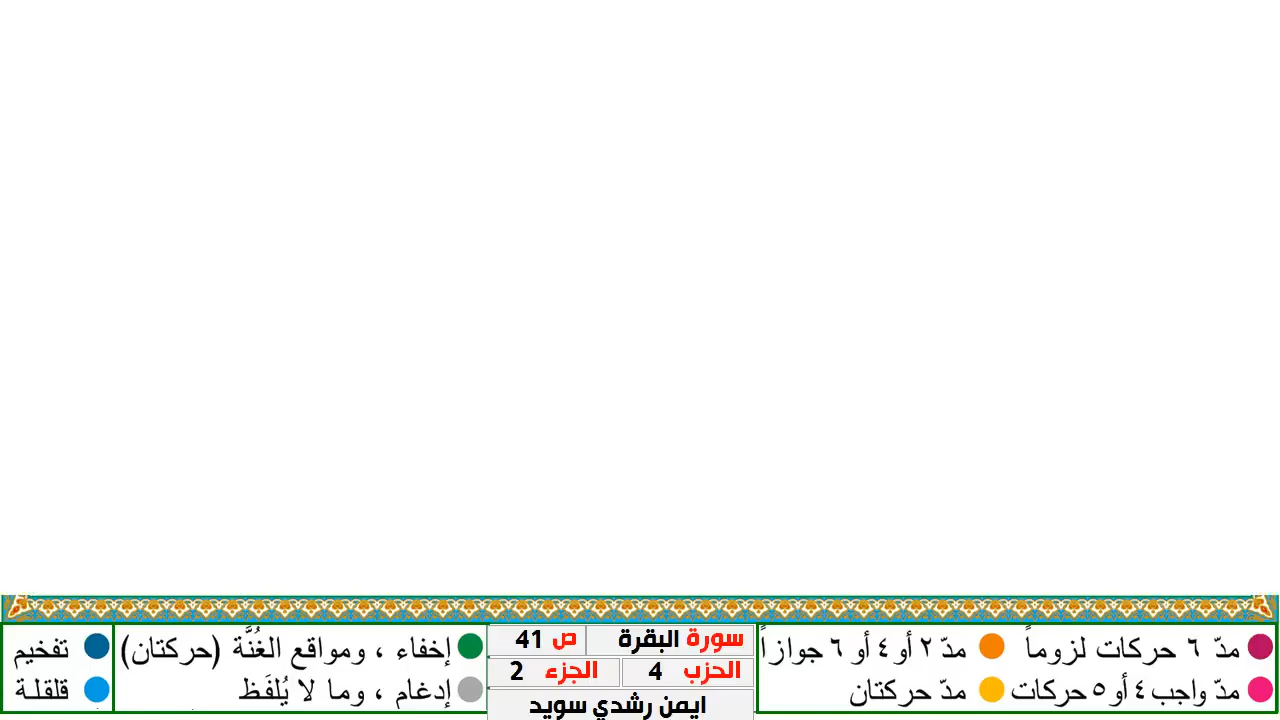 مدّ ٦ حركات لزوماً
مدّ ٢ أو ٤ أو ٦ جوازاً
مدّ واجب ٤ أو ٥ حركات
مدّ حركتان
سورة البقرة
ص 41
الحزب 4
الجزء 2
ايمن رشدي سويد
إخفاء ، ومواقع الغُنَّة (حركتان)
تفخيم
إدغام ، وما لا يُلفَظ
قلقلة